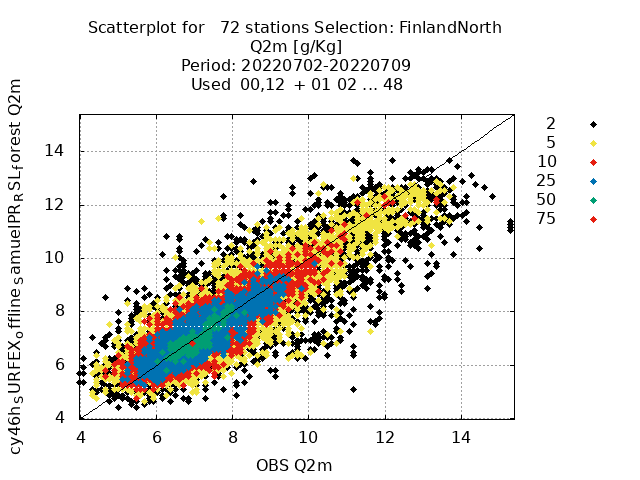 Scatterplot for   72 stations Selection: FinlandNorth
Q2m [g/Kg]
Period: 20220702-20220709
Used  00,12  + 01 02 ... 48
cy46h_SURFEX_offline_samuelPR_RSL_forest Q2m
14
12
10
8
6
4
4 6 8 10 12 14
OBS Q2m
2
5
10
25
50
75